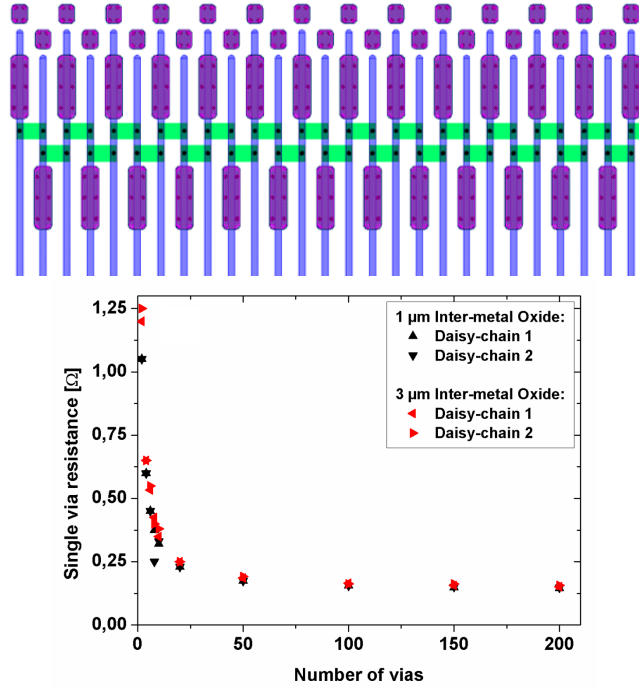 1,25
1,00
0,75
0,50
0,25
0,00
Single via resistance [Ω]
1 µm Inter-metal Oxide:
Daisy-chain 1
Daisy-chain 2
3 µm Inter-metal Oxide:
Daisy-chain 1
Daisy-chain 2
0 50 100 150 200
Number of vias